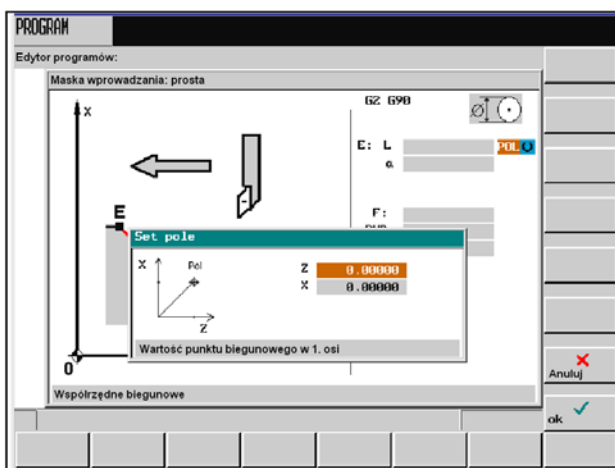 PROGRAM
Edytor programów:
Maska wprowadzania: prosta
X
G2 G90
Ø
E: L
POL
α
E
F:
Set pole
X
Pol
Z
Z 0.00000
X 0.00000
Wartość punktu biegunowego w 1. osi
0
Współrzędne biegunowe
Anuluj
ok